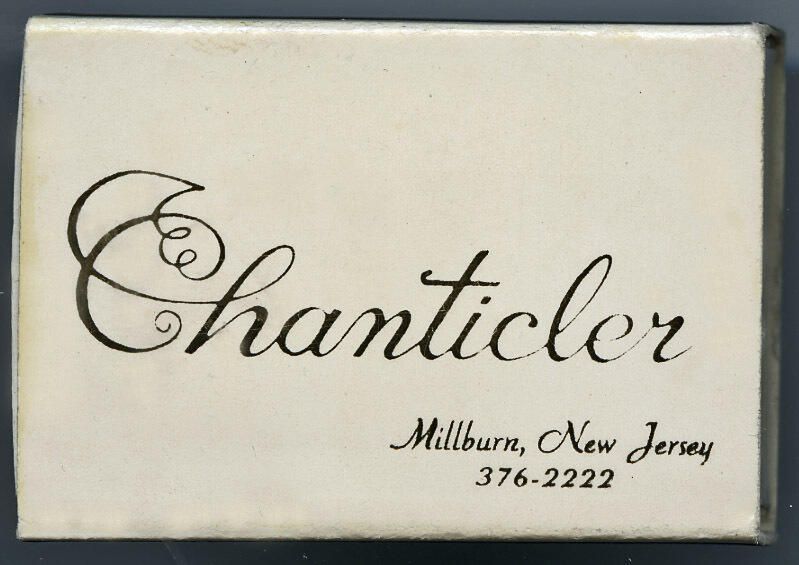 Chanticler
Millburn, New Jersey
376-2222